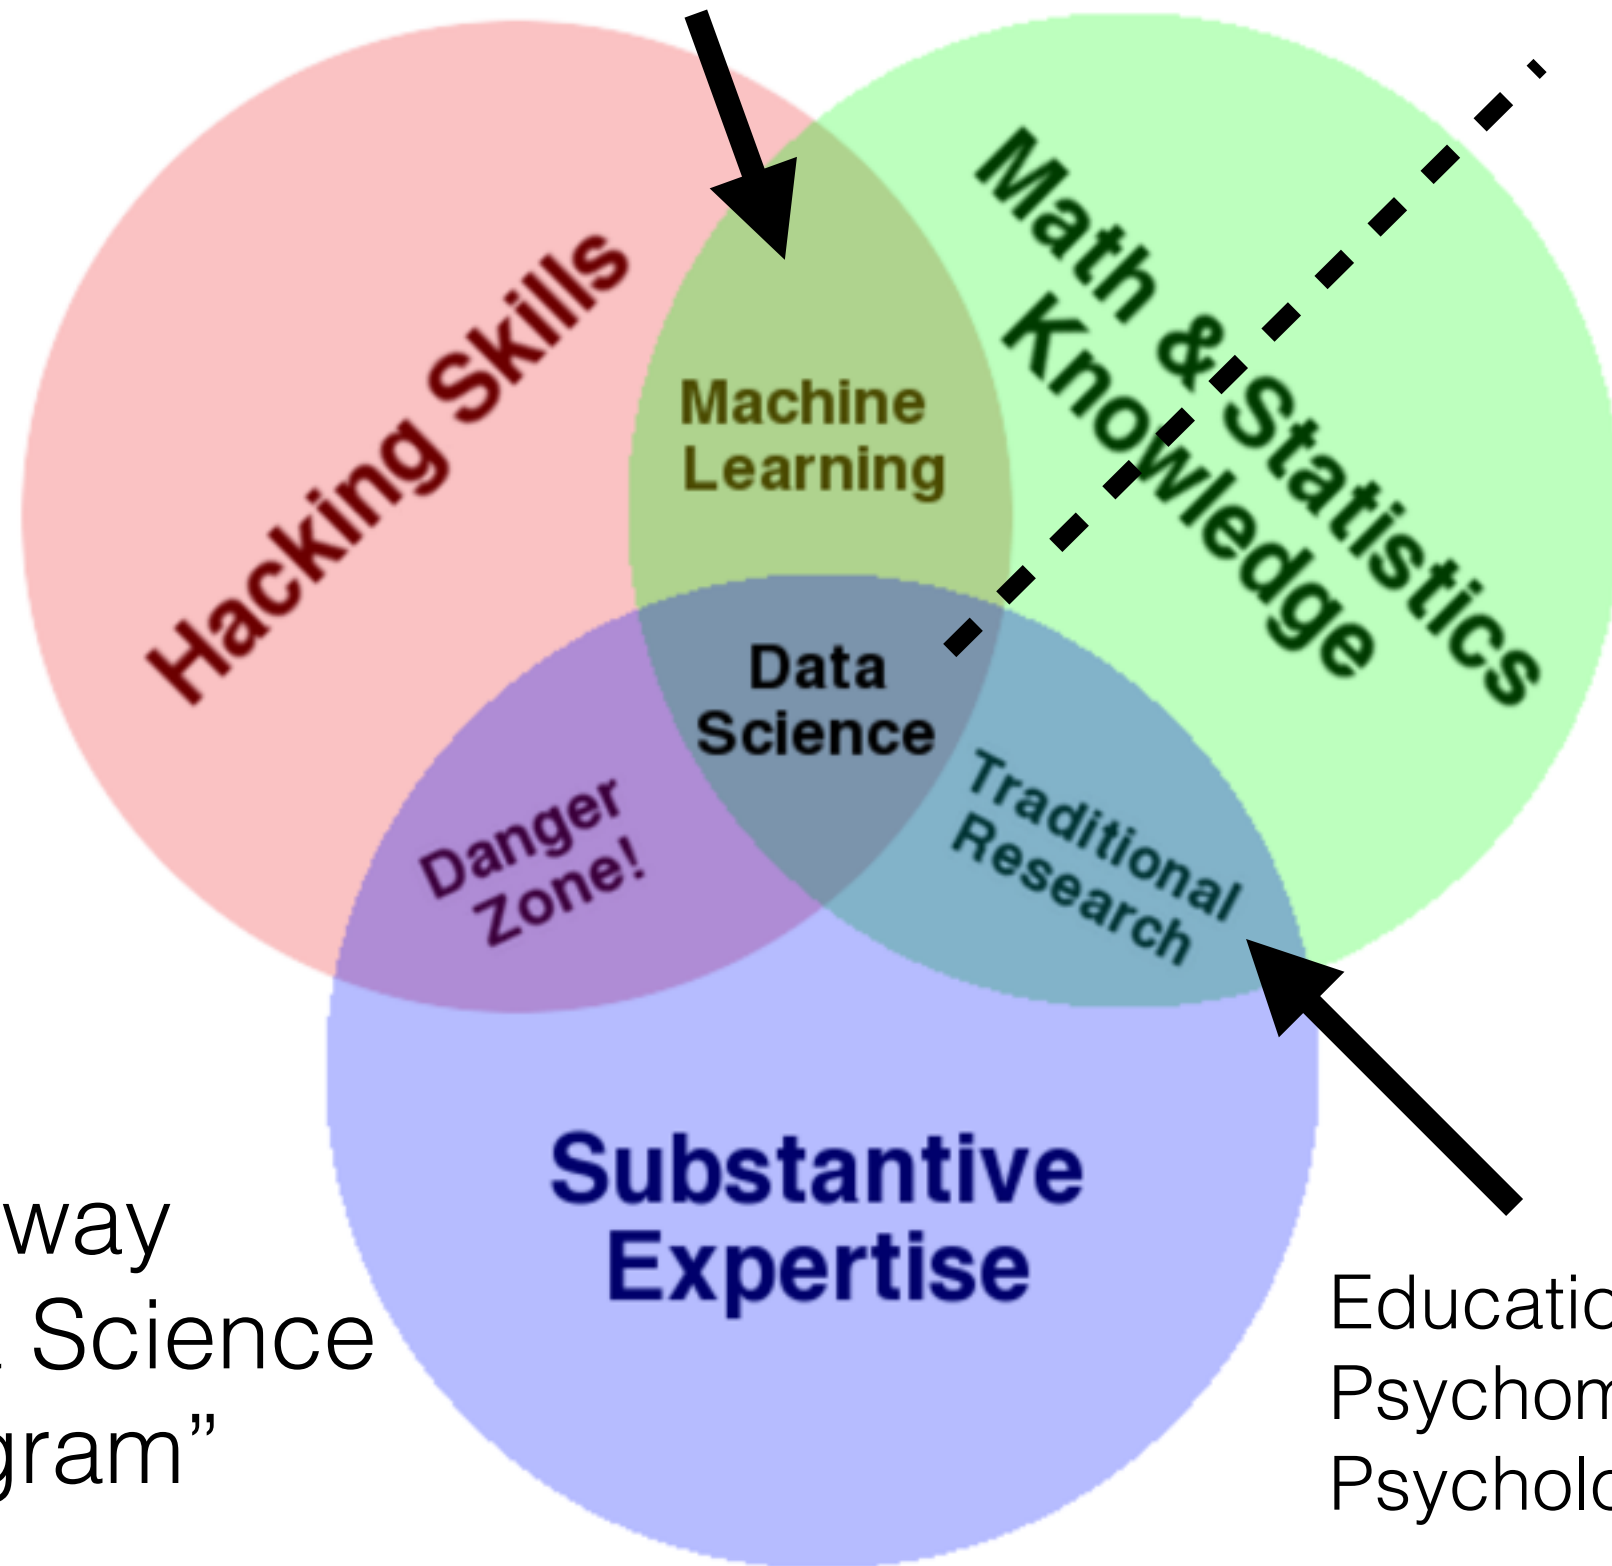 Hacking Skills
Math & Statistics
Knowledge
Machine
Learning
Data
Science
Danger
Zone!
Traditional
Research
Substantive
Expertise
way
Science
gram”